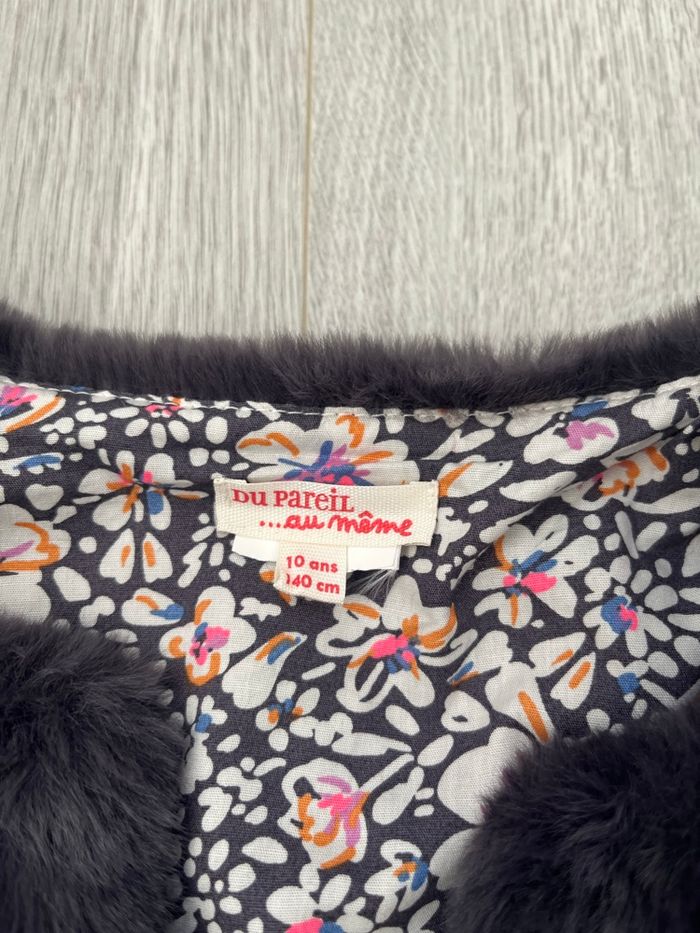 DU PAREIL
...au même
10 ans
140 cm